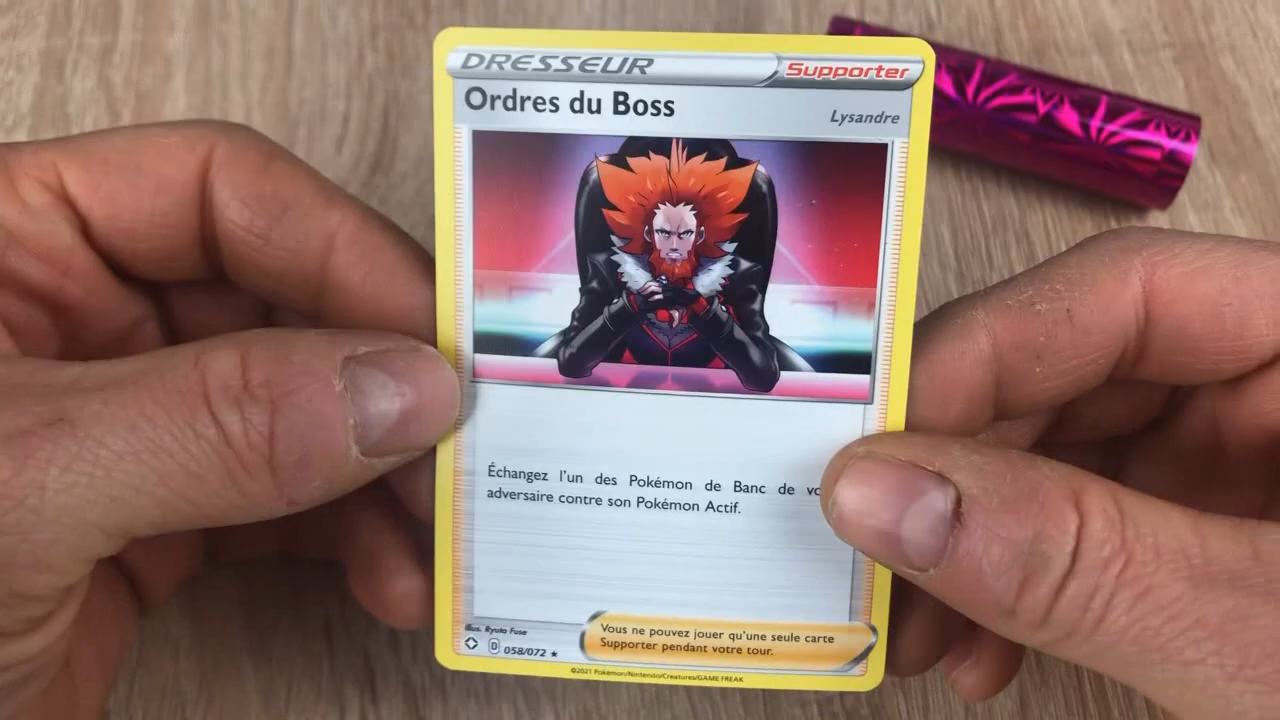 DRESSEUR Supporter
Ordres du Boss Lysandre
Échangez l'un des Pokémon de Banc de
adversaire contre son Pokémon Actif.
Illus. Ryuta Fuse
D 058/072 ★
Vous ne pouvez jouer qu'une seule carte
Supporter pendant votre tour.
©2021 Pokémon/Nintendo/Creatures/GAME FREAK